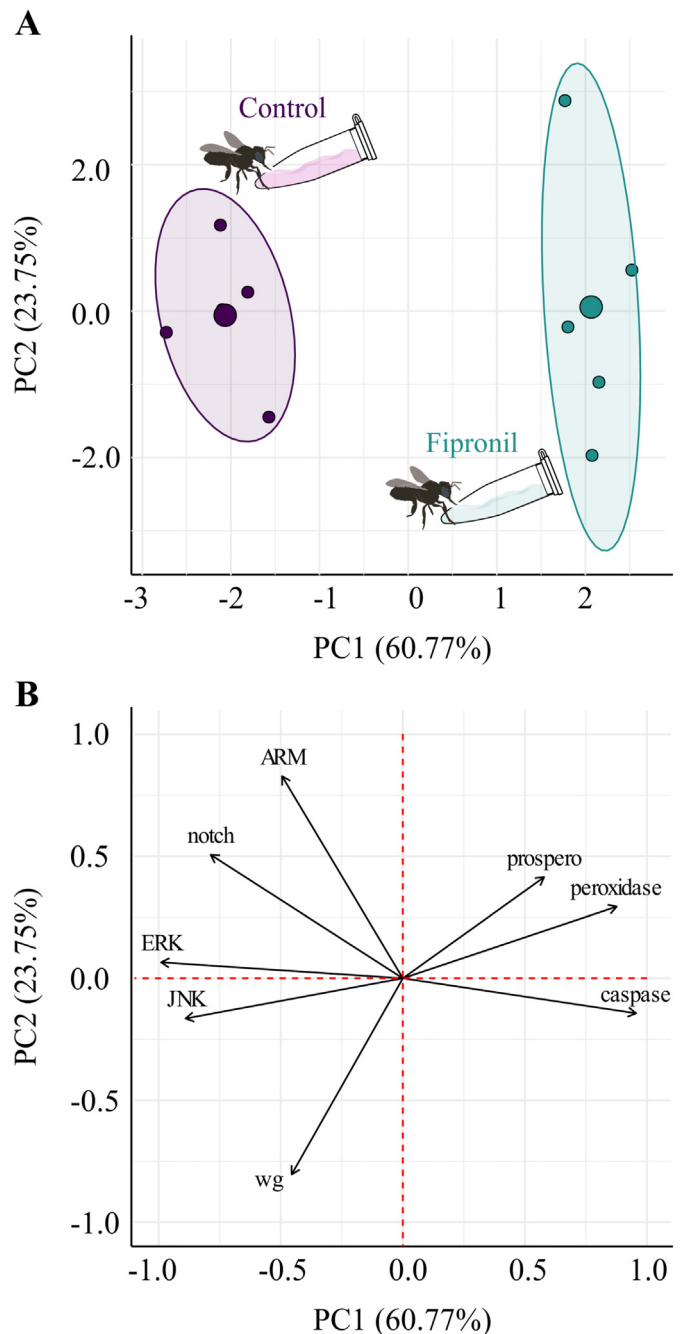 A
Control
2.0
0.0
-2.0
PC2 (23.75%)
Fipronil
-3 -2 -1 0 1 2
PC1 (60.77%)
B
1.0
0.5
0.0
-0.5
-1.0
PC2 (23.75%)
ARM
notch
prospero
peroxidase
ERK
JNK
caspase
wg
-1.0 -0.5 0.0 0.5 1.0
PC1 (60.77%)